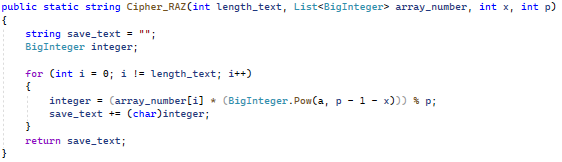 public static string Cipher_RAZ(int length_text, List<BigInteger> array_number, int x, int p)
{
    string save_text = "";
    BigInteger integer;

    for (int i = 0; i != length_text; i++)
    {
        integer = (array_number[i] * (BigInteger.Pow(a, p - 1 - x))) % p;
        save_text += (char)integer;
    }
    return save_text;
}